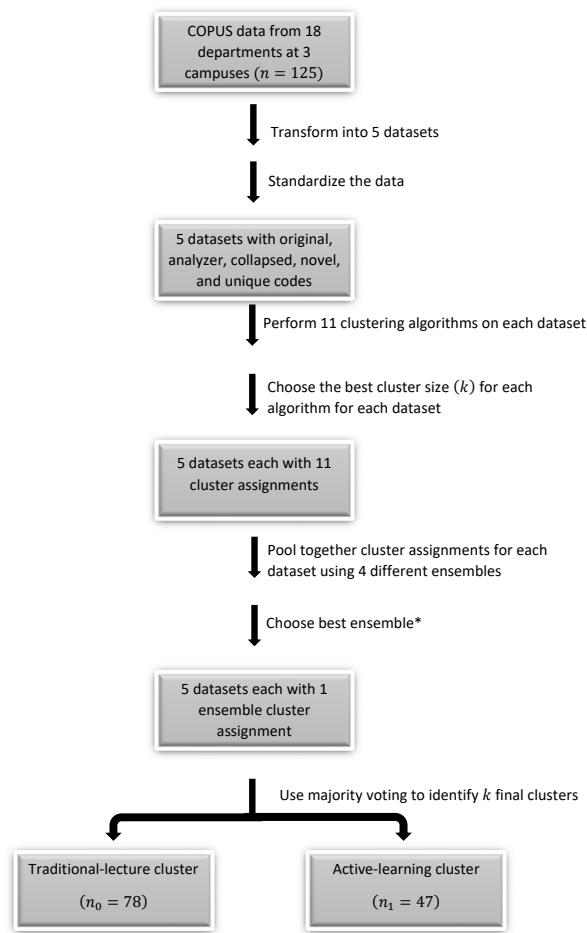 COPUS data from 18
departments at 3
campuses (n = 125)
Transform into 5 datasets
Standardize the data
5 datasets with original,
analyzer, collapsed, novel,
and unique codes
Perform 11 clustering algorithms on each dataset
Choose the best cluster size (k) for each
algorithm for each dataset
5 datasets each with 11
cluster assignments
Pool together cluster assignments for each
dataset using 4 different ensembles
Choose best ensemble*
5 datasets each with 1
ensemble cluster
assignment
Use majority voting to identify k final clusters
Traditional-lecture cluster
(n₀ = 78)
Active-learning cluster
(n₁ = 47)